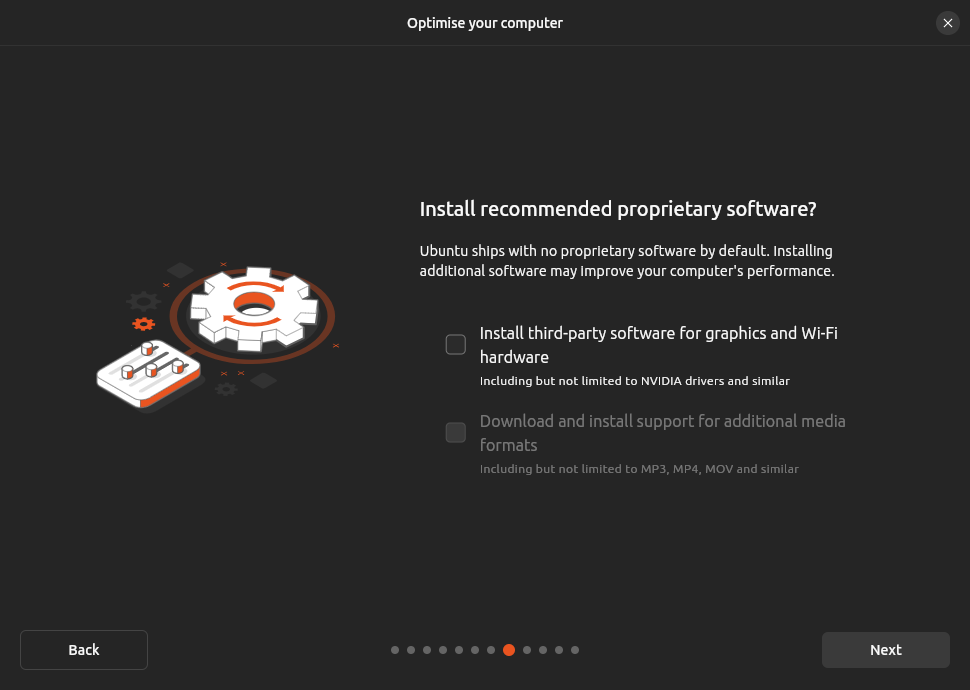 Optimise your computer
Install recommended proprietary software?
Ubuntu ships with no proprietary software by default. Installing
additional software may improve your computer's performance.
Install third-party software for graphics and Wi-Fi
hardware
Including but not limited to NVIDIA drivers and similar
Download and install support for additional media
formats
Including but not limited to MP3, MP4, MOV and similar
Back
Next